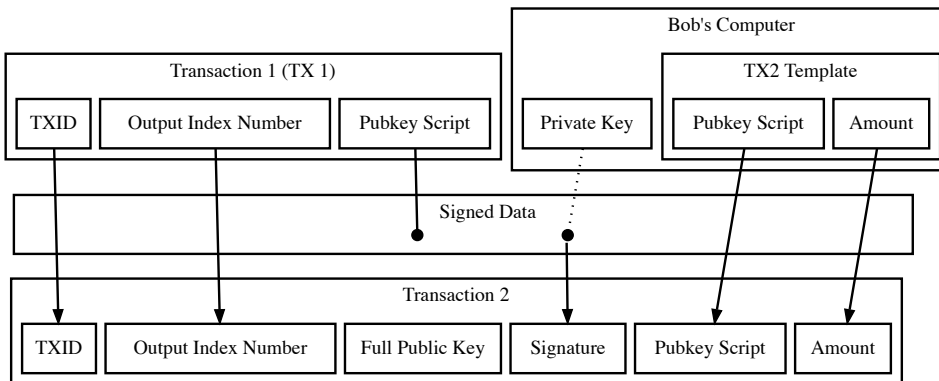 Bob's Computer
Transaction 1 (TX 1)
TX2 Template
TXID
Output Index Number
Pubkey Script
Private Key
Pubkey Script
Amount
Signed Data
Transaction 2
TXID
Output Index Number
Full Public Key
Signature
Pubkey Script
Amount